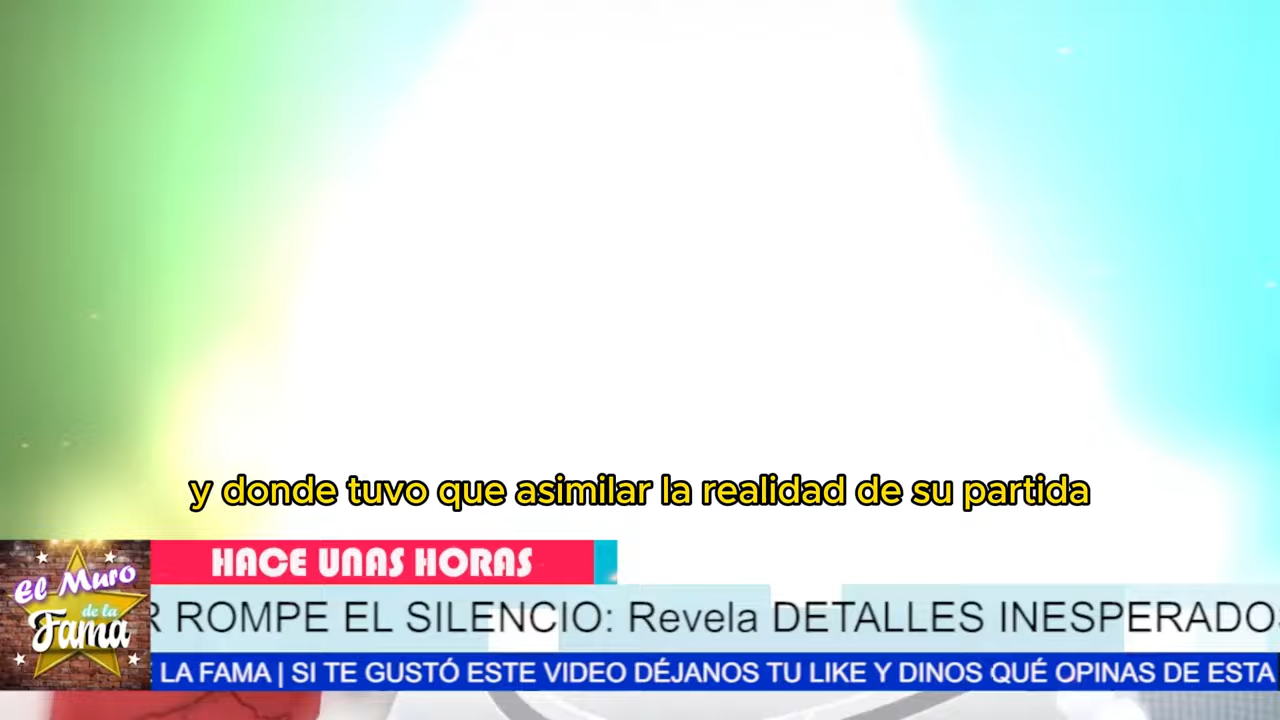 y donde tuvo que asimilar la realidad de su partida
HACE UNAS HORAS
El Muro
de la
Fama
R ROMPE EL SILENCIO: Revela DETALLES INESPERADOS
LA FAMA | SI TE GUSTÓ ESTE VIDEO DÉJANOS TU LIKE Y DINOS QUÉ OPINAS DE ESTA